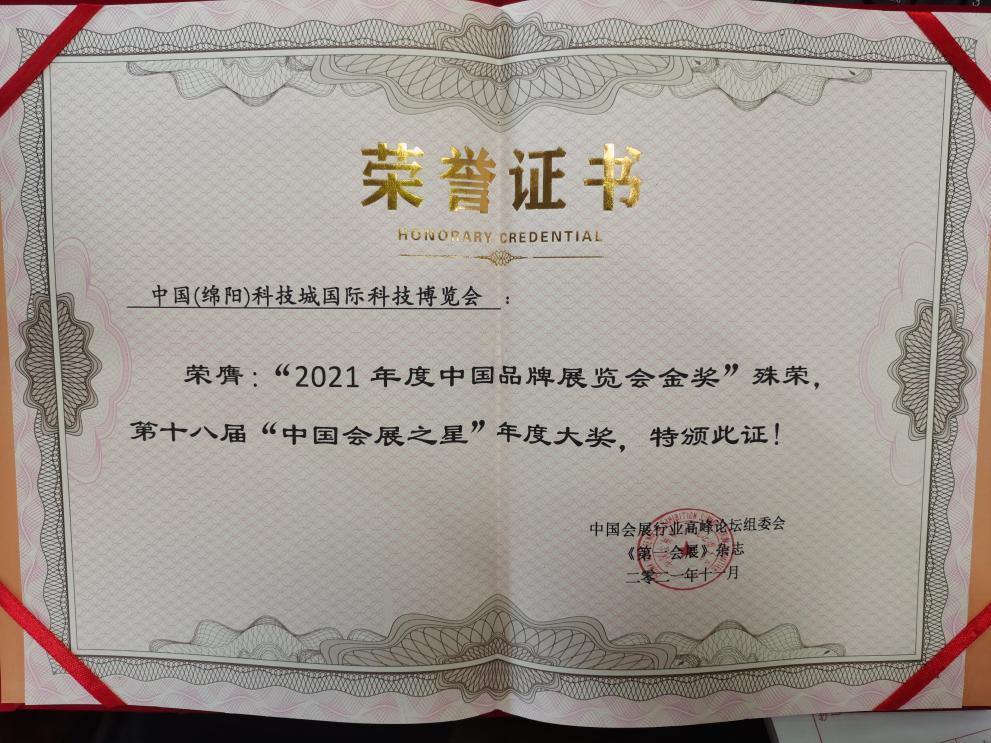 荣誉证书
HONORARY CREDENTIAL
中国(绵阳)科技城国际科技博览会 :
荣膺:“2021年度中国品牌展览会金奖”殊荣,
第十八届“中国会展之星”年度大奖,特颁此证!
中国会展行业高峰论坛组委会
《第一会展》杂志
二零二一年十一月